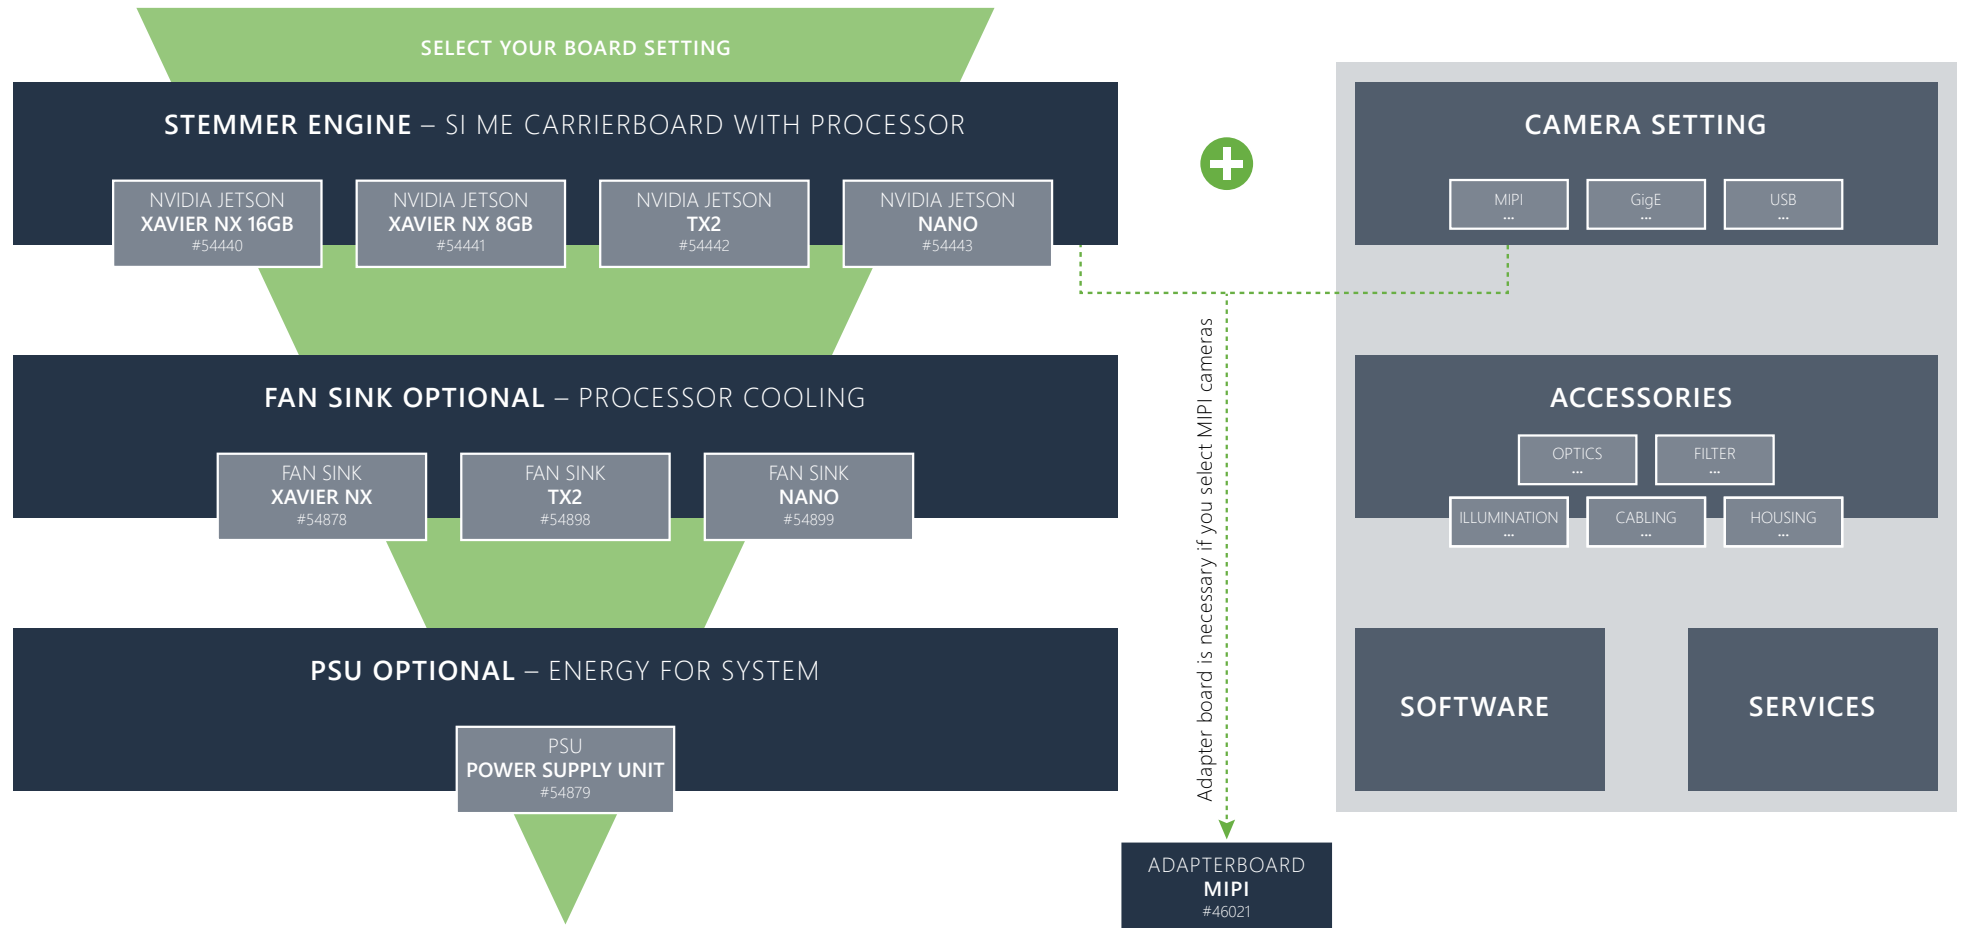 SELECT YOUR BOARD SETTING
STEMMER ENGINE – SI ME CARRIERBOARD WITH PROCESSOR
NVIDIA JETSON
XAVIER NX 16GB
#54440
NVIDIA JETSON
XAVIER NX 8GB
#54441
NVIDIA JETSON
TX2
#54442
NVIDIA JETSON
NANO
#54443
FAN SINK OPTIONAL – PROCESSOR COOLING
FAN SINK
XAVIER NX
#54878
FAN SINK
TX2
#54898
FAN SINK
NANO
#54899
PSU OPTIONAL – ENERGY FOR SYSTEM
PSU
POWER SUPPLY UNIT
#54879
Adapter board is necessary if you select MIPI cameras
ADAPTERBOARD
MIPI
#46021
CAMERA SETTING
MIPI
...
GigE
...
USB
...
ACCESSORIES
OPTICS
...
FILTER
...
ILLUMINATION
...
CABLING
...
HOUSING
...
SOFTWARE
SERVICES